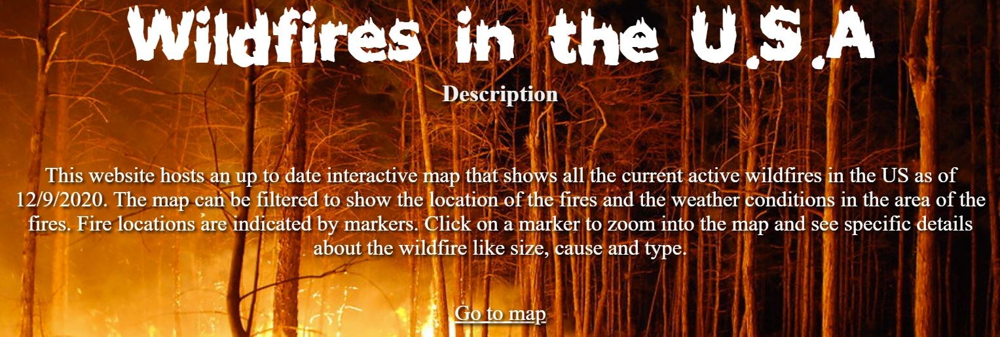 Wildfires in the U.S.A
Description
This website hosts an up to date interactive map that shows all the current active wildfires in the US as of
12/9/2020. The map can be filtered to show the location of the fires and the weather conditions in the area of the
fires. Fire locations are indicated by markers. Click on a marker to zoom into the map and see specific details
about the wildfire like size, cause and type.
Go to map